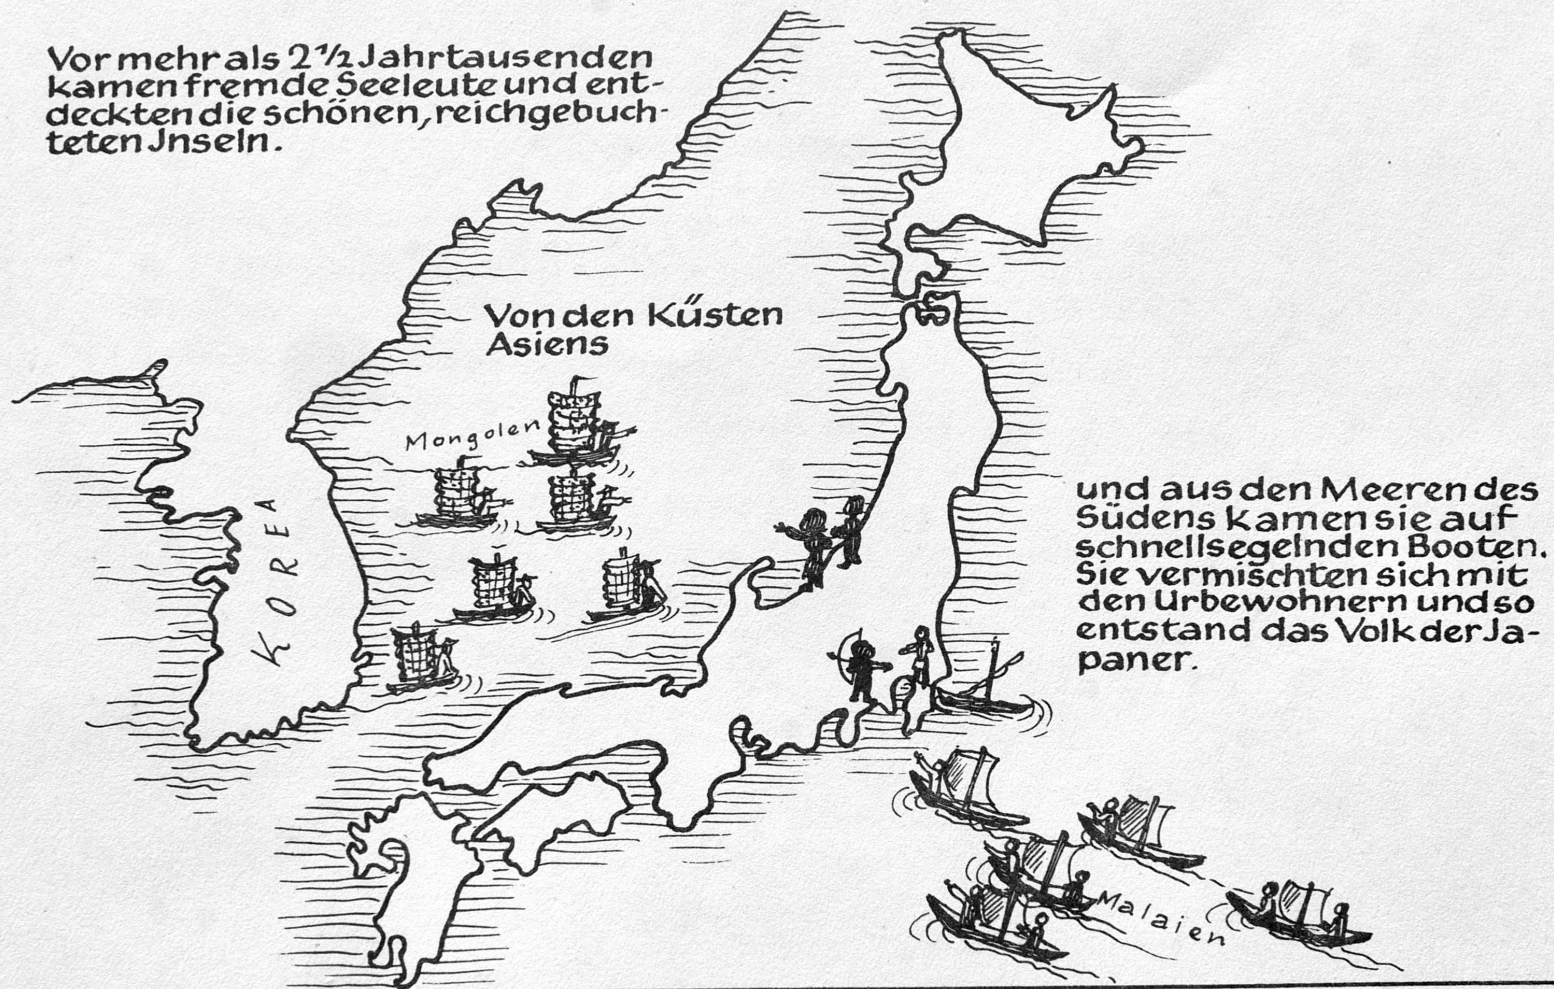 Vor mehr als 2 1/2 Jahrtausenden
kamen fremde Seeleute und ent-
deckten die schönen, reichgebuch-
teten Jnseln.
Von den Küsten
Asiens
Mongolen
KOREA
und aus den Meeren des
Südens kamen sie auf
schnellsegelnden Booten.
Sie vermischten sich mit
den Urbewohnern und so
entstand das Volk der Ja-
paner.
Malaien